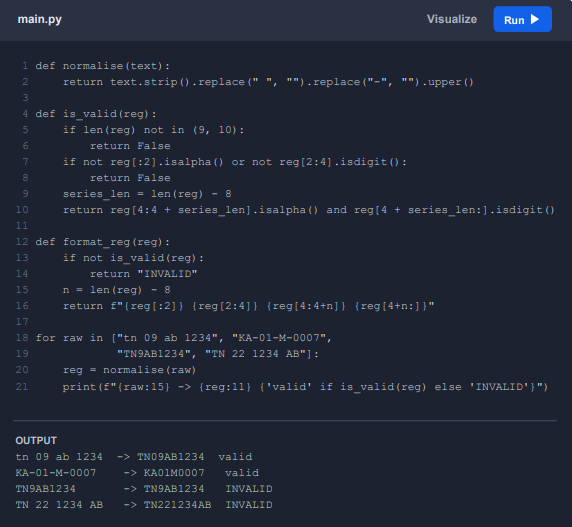 main.py
Visualize
Run
1 def normalise(text):
2     return text.strip().replace(" ", "").replace("-", "").upper()
3
4 def is_valid(reg):
5     if len(reg) not in (9, 10):
6         return False
7     if not reg[:2].isalpha() or not reg[2:4].isdigit():
8         return False
9     series_len = len(reg) - 8
10     return reg[4:4 + series_len].isalpha() and reg[4 + series_len:].isdigit()
11
12 def format_reg(reg):
13     if not is_valid(reg):
14         return "INVALID"
15     n = len(reg) - 8
16     return f"{reg[:2]} {reg[2:4]} {reg[4:4+n]} {reg[4+n:]}"
17
18 for raw in ["tn 09 ab 1234", "KA-01-M-0007",
19             "TN9AB1234", "TN 22 1234 AB"]:
20     reg = normalise(raw)
21     print(f"{raw:15} -> {reg:11} {'valid' if is_valid(reg) else 'INVALID'}")
OUTPUT
tn 09 ab 1234  -> TN09AB1234  valid
KA-01-M-0007    -> KA01M0007   valid
TN9AB1234       -> TN9AB1234   INVALID
TN 22 1234 AB   -> TN221234AB  INVALID